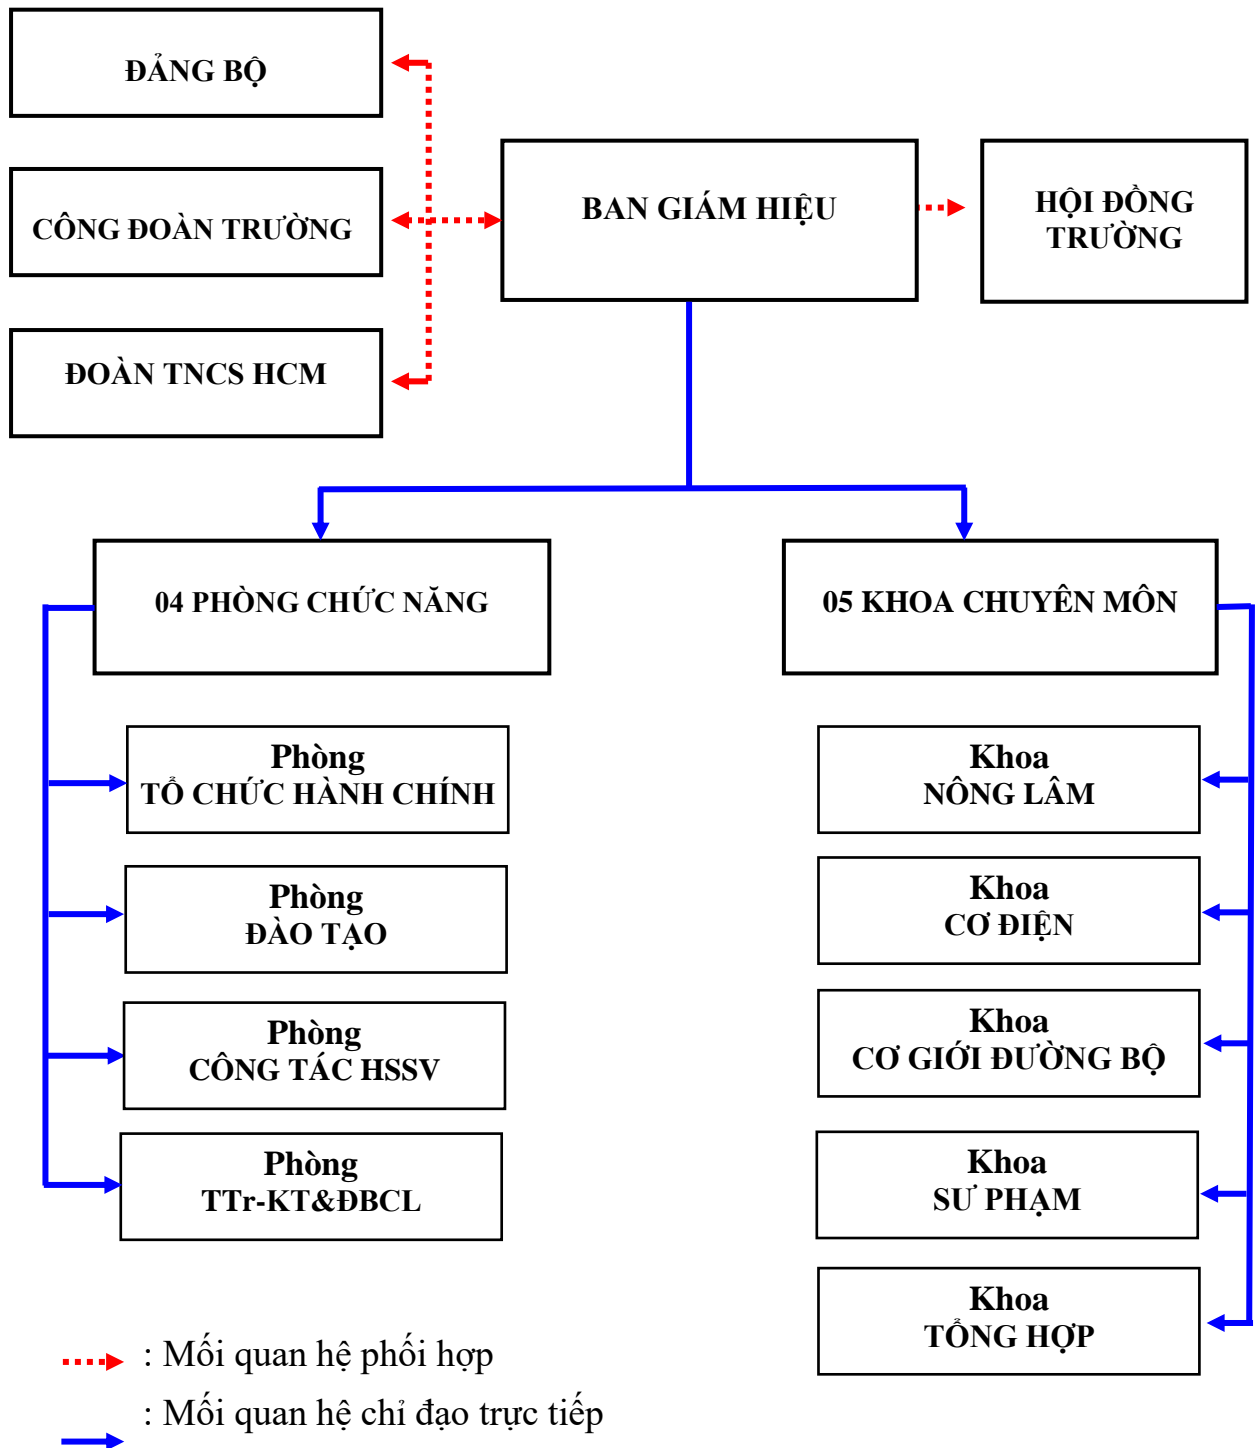 ĐẢNG BỘ
CÔNG ĐOÀN TRƯỜNG
ĐOÀN TNCS HCM
BAN GIÁM HIỆU
HỘI ĐỒNG
TRƯỜNG
04 PHÒNG CHỨC NĂNG
05 KHOA CHUYÊN MÔN
Phòng
TỔ CHỨC HÀNH CHÍNH
Phòng
ĐÀO TẠO
Phòng
CÔNG TÁC HSSV
Phòng
TTr-KT&ĐBCL
Khoa
NÔNG LÂM
Khoa
CƠ ĐIỆN
Khoa
CƠ GIỚI ĐƯỜNG BỘ
Khoa
SƯ PHẠM
Khoa
TỔNG HỢP
: Mối quan hệ phối hợp
: Mối quan hệ chỉ đạo trực tiếp